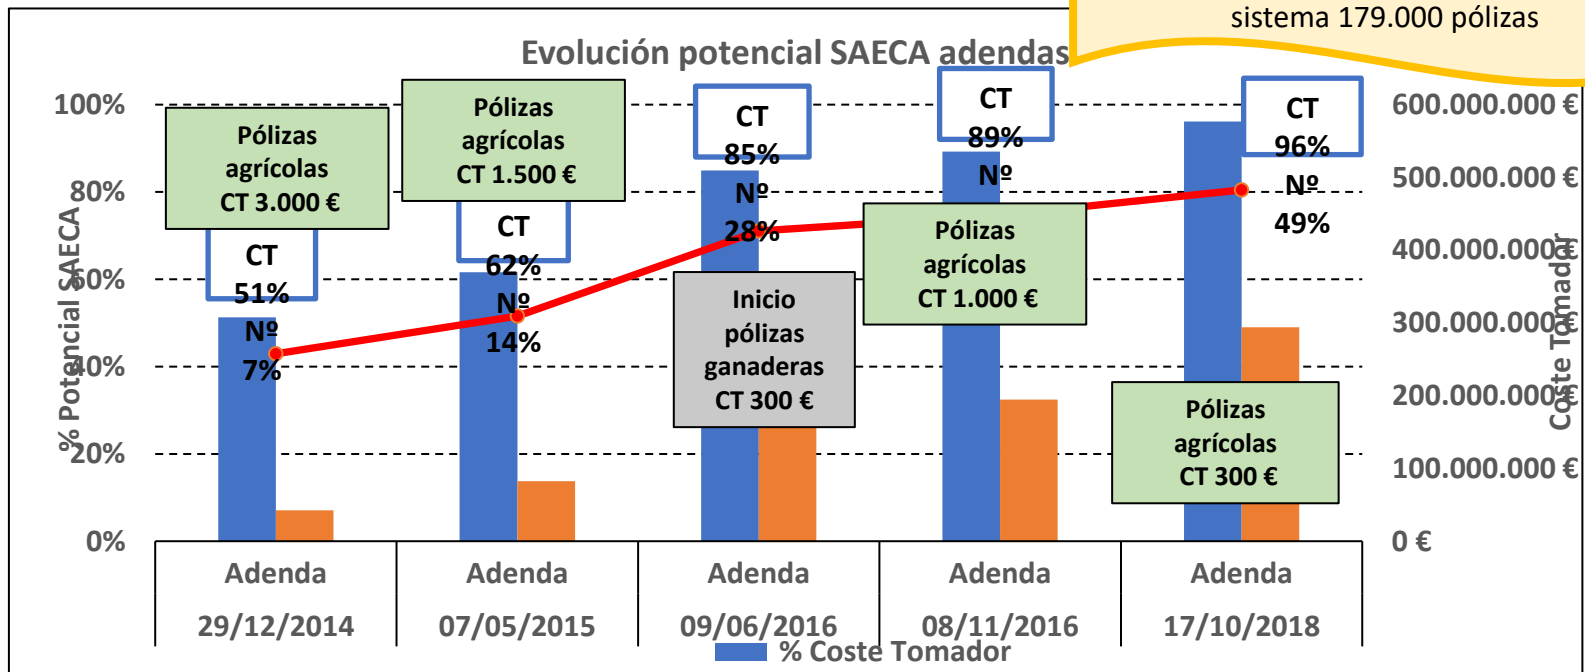 sistema 179.000 pólizas
Evolución potencial SAECA adendas
100%
80%
60%
40%
20%
0%
% Potencial SAECA
600.000.000 €
500.000.000 €
400.000.000 €
300.000.000 €
200.000.000 €
100.000.000 €
0 €
Coste Tomador
Pólizas
agrícolas
CT 3.000 €
CT
51%
Nº
7%
Pólizas
agrícolas
CT 1.500 €
CT
62%
Nº
14%
CT
85%
Nº
28%
Inicio
pólizas
ganaderas
CT 300 €
CT
89%
Nº
Pólizas
agrícolas
CT 1.000 €
CT
96%
Nº
49%
Pólizas
agrícolas
CT 300 €
Adenda
Adenda
Adenda
Adenda
Adenda
29/12/2014
07/05/2015
09/06/2016
08/11/2016
17/10/2018
% Coste Tomador